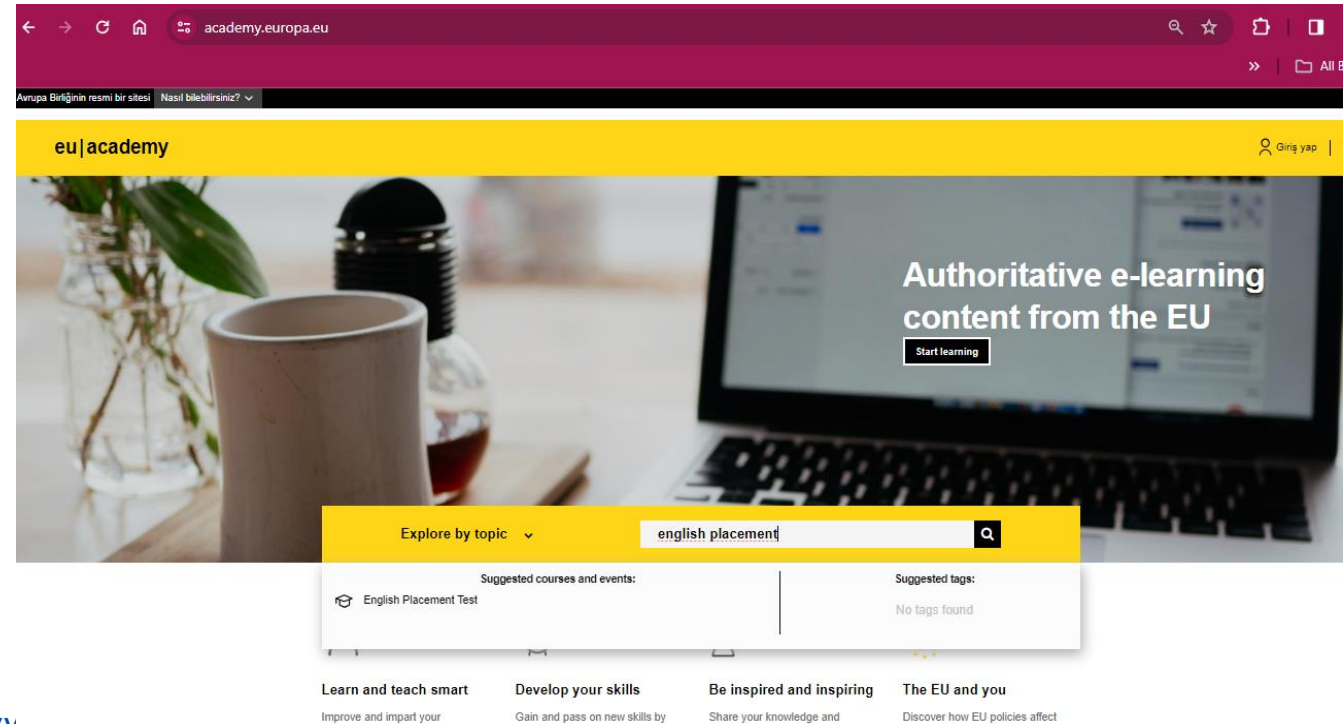 academy.europa.eu
» All B
Avrupa Birliğinin resmi bir sitesi Nasıl bilebilirsiniz?
eu|academy
Giriş yap |
Authoritative e-learning
content from the EU
Start learning
Explore by topic english placement
Suggested courses and events: Suggested tags:
English Placement Test
No tags found
Learn and teach smart Develop your skills Be inspired and inspiring The EU and you
Improve and impart your Gain and pass on new skills by Share your knowledge and Discover how EU policies affect